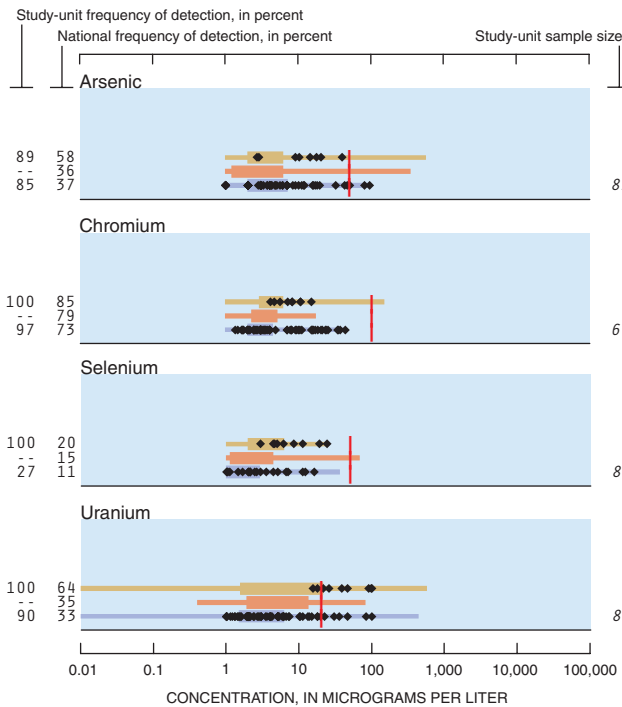 Study-unit frequency of detection, in percent
National frequency of detection, in percent
Study-unit sample size
Arsenic
89 58
-- 36
85 37
8
Chromium
100 85
-- 79
97 73
6
Selenium
100 20
-- 15
27 11
8
Uranium
100 64
-- 35
90 33
8
0.01 0.1 1 10 100 1,000 10,000 100,000
CONCENTRATION, IN MICROGRAMS PER LITER